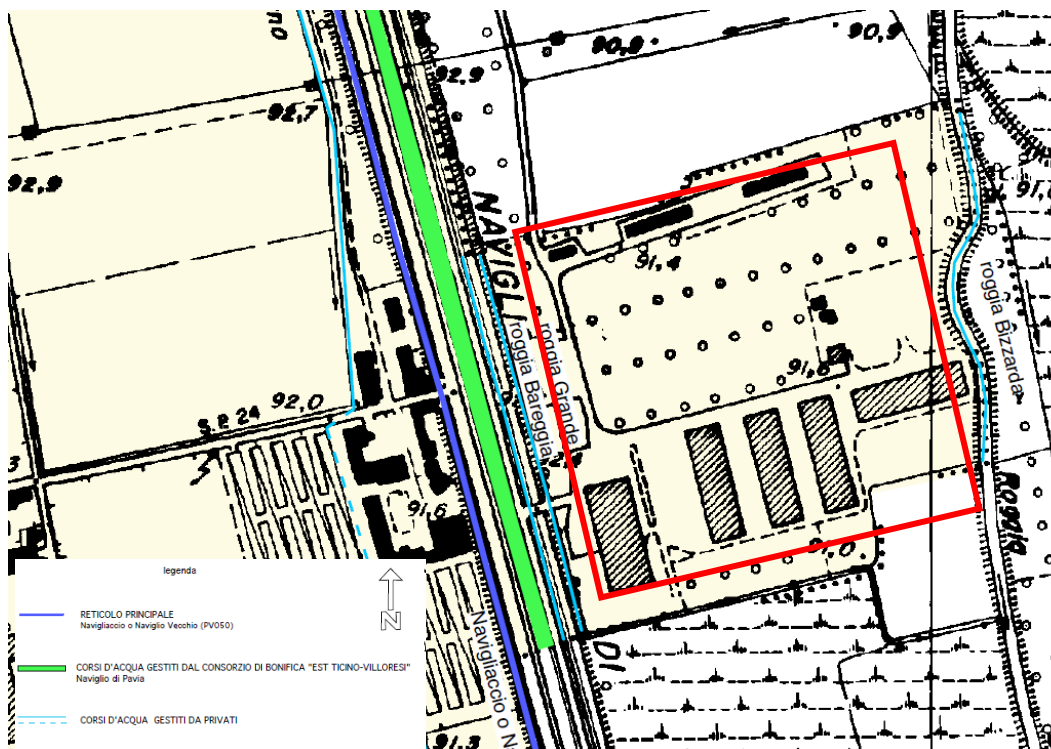 no
92,9
90,9
90,9
92,7
92,9
91,
NAVIGLI
91,4
roggia Bizzarda
roggia Grande
roggia Bareggia
S.P. 24
92,0
3
91,6
91,0
Roggia
DI
Navigliaccio o N
91,3
legenda
N
RETICOLO PRINCIPALE
Navigliaccio o Naviglio Vecchio (PV050)
CORSI D'ACQUA GESTITI DAL CONSORZIO DI BONIFICA "EST TICINO-VILLORESI"
Naviglio di Pavia
CORSI D'ACQUA GESTITI DA PRIVATI